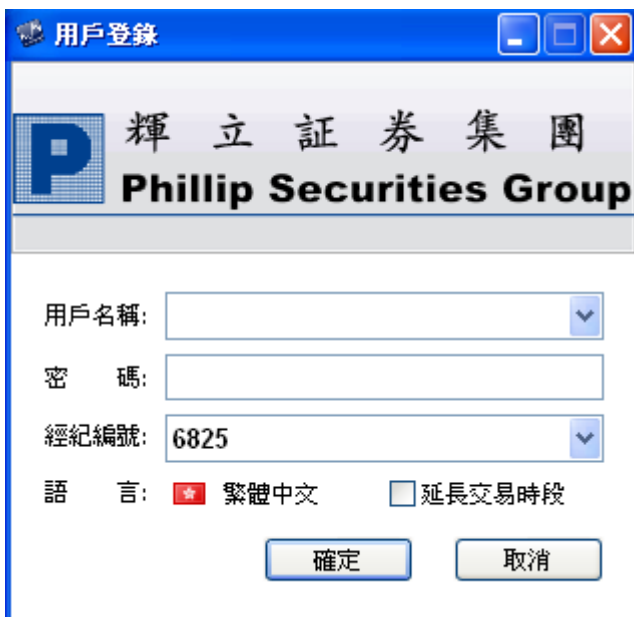 用戶登錄
P
輝立証券集團
Phillip Securities Group
用戶名稱:
密 碼:
經紀編號: 6825
語 言: 繁體中文 延長交易時段
確定 取消